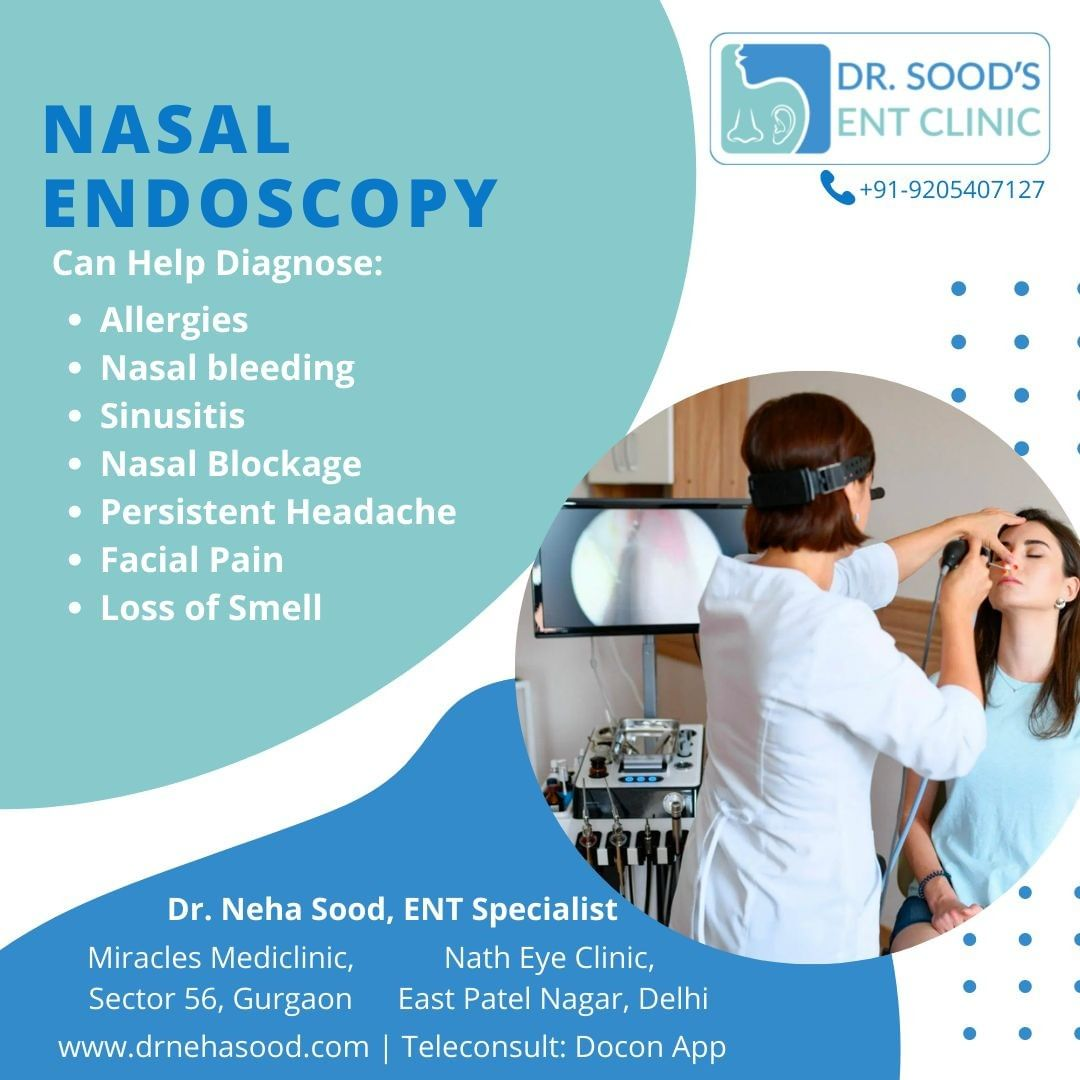 DR. SOOD'S
ENT CLINIC
+91-9205407127
NASAL
ENDOSCOPY
Can Help Diagnose:
• Allergies
• Nasal bleeding
• Sinusitis
• Nasal Blockage
• Persistent Headache
• Facial Pain
• Loss of Smell
Dr. Neha Sood, ENT Specialist
Miracles Mediclinic,
Sector 56, Gurgaon
Nath Eye Clinic,
East Patel Nagar, Delhi
www.drnehasood.com | Teleconsult: Docon App